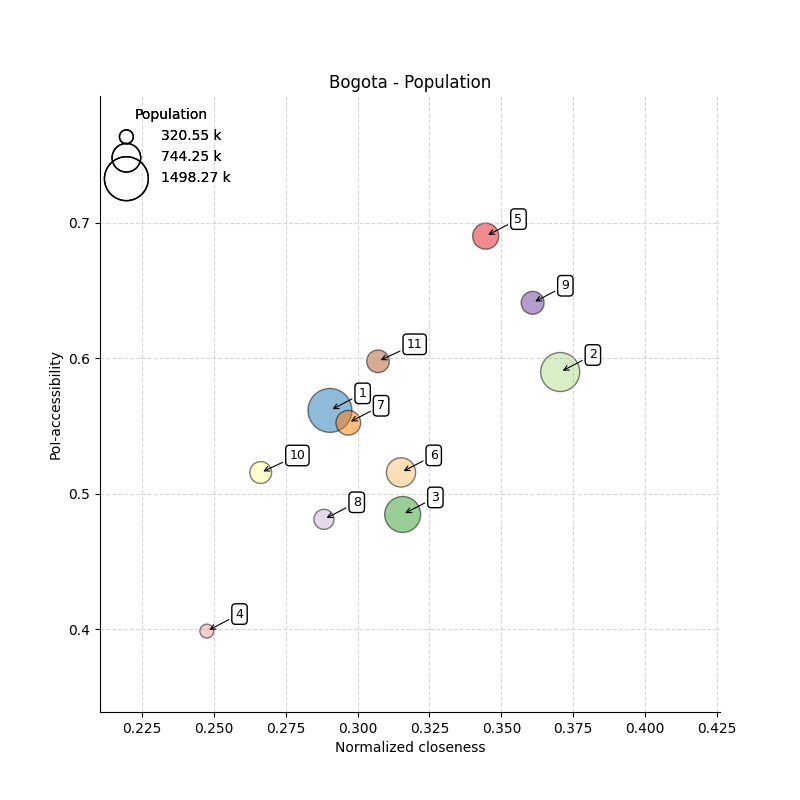 Bogota - Population
Population
320.55 k
744.25 k
1498.27 k
5
9
11
2
1
7
10
6
3
8
4
0.7
0.6
0.5
0.4
PoI-accessibility
0.225 0.250 0.275 0.300 0.325 0.350 0.375 0.400 0.425
Normalized closeness